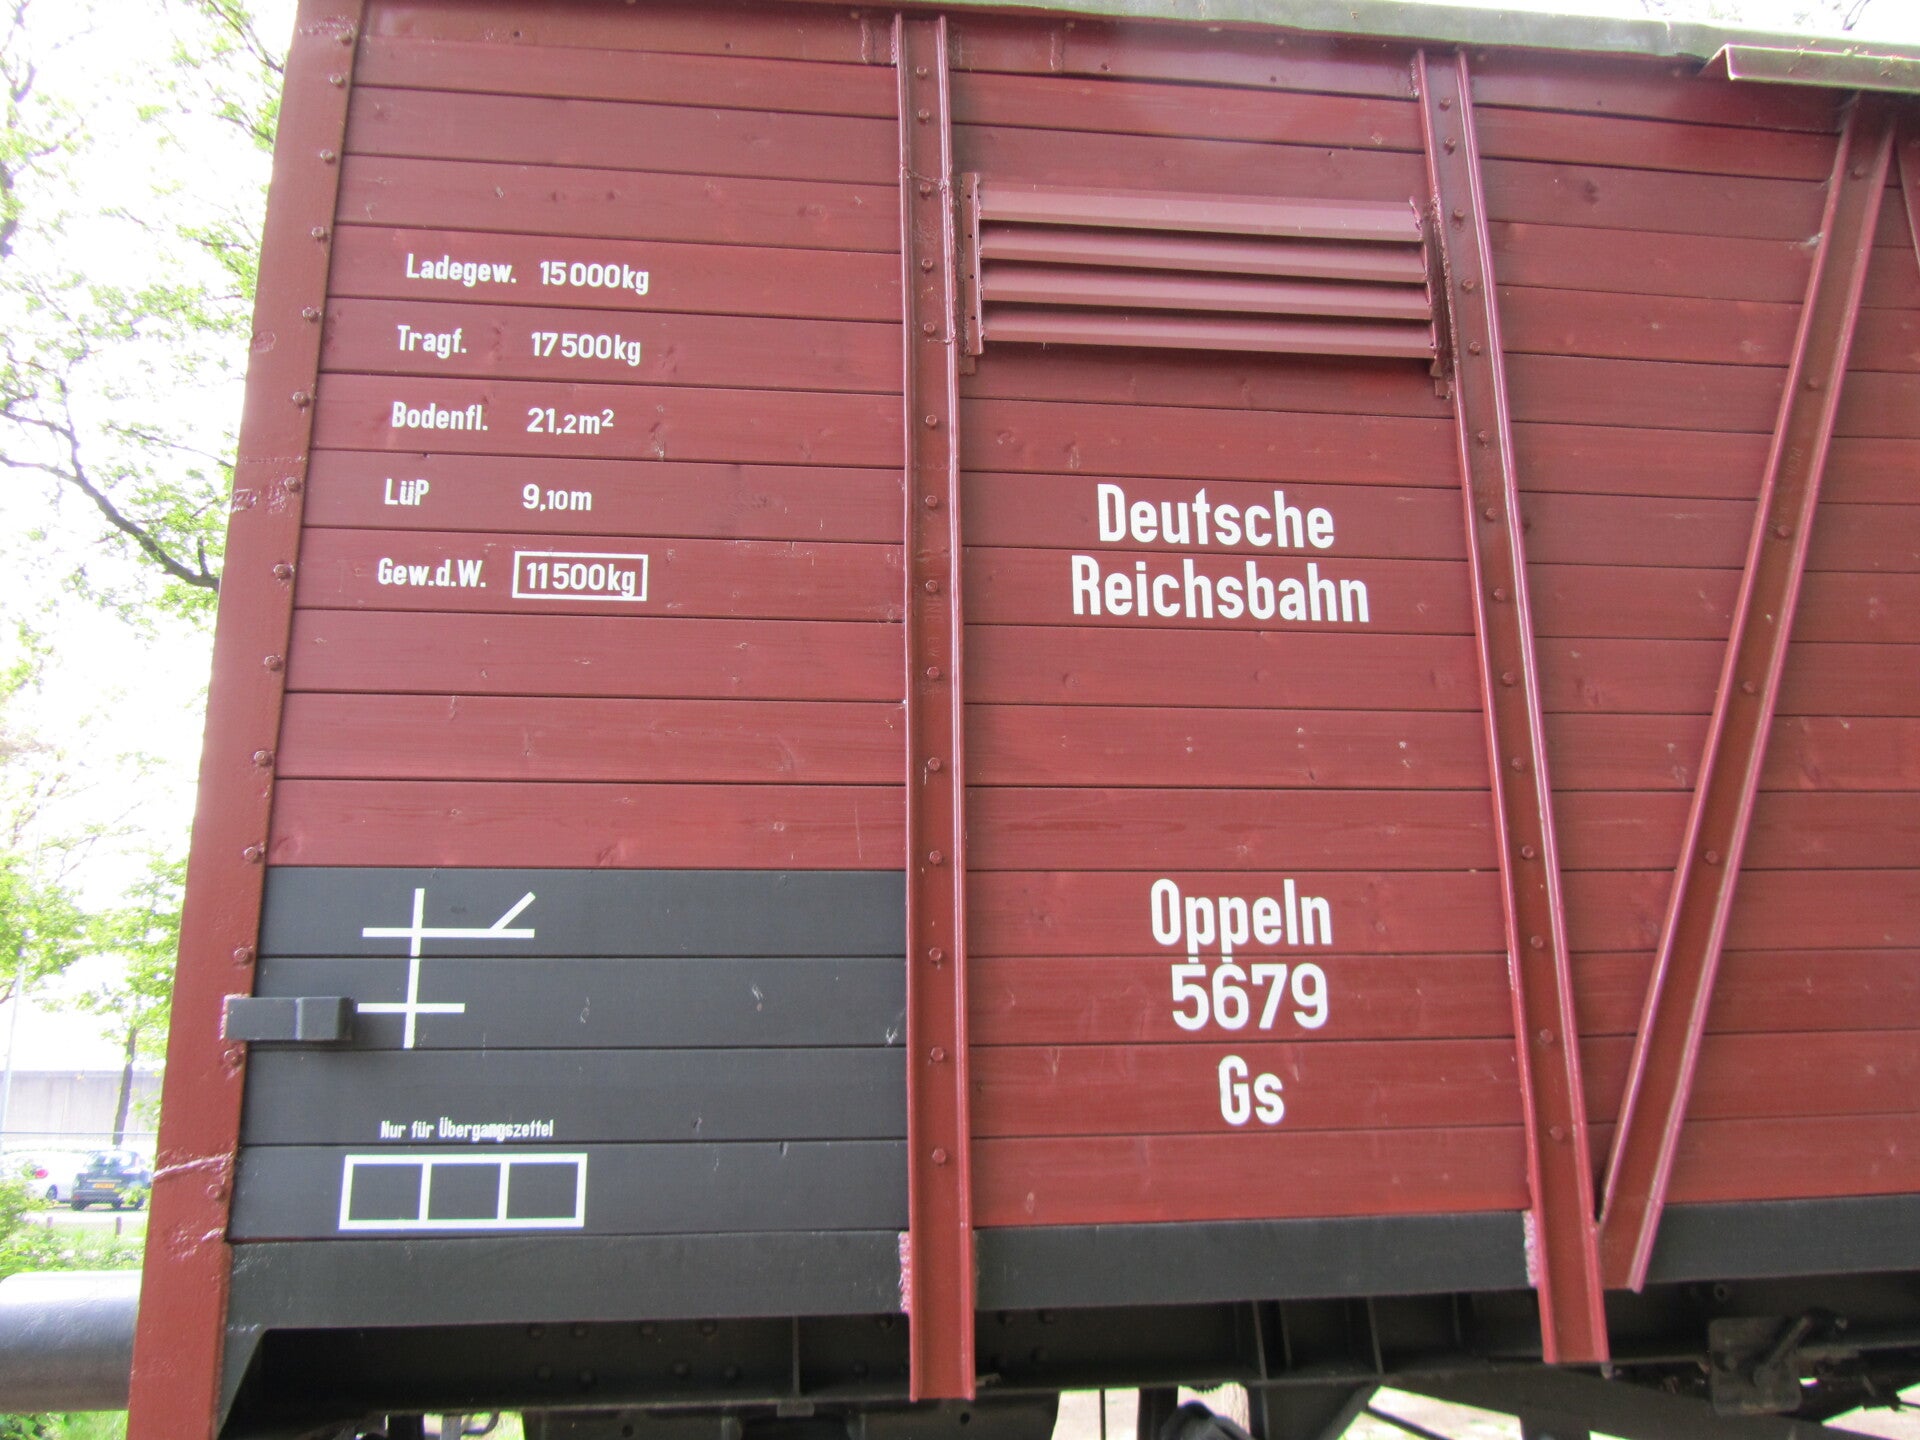 Ladegew. 15000kg
Tragf. 17500kg
Bodenfl. 21,2m²
LüP 9,10m
Gew.d.W. 11500kg
Nur für Übergangszettel
Deutsche
Reichsbahn
Oppeln
5679
Gs